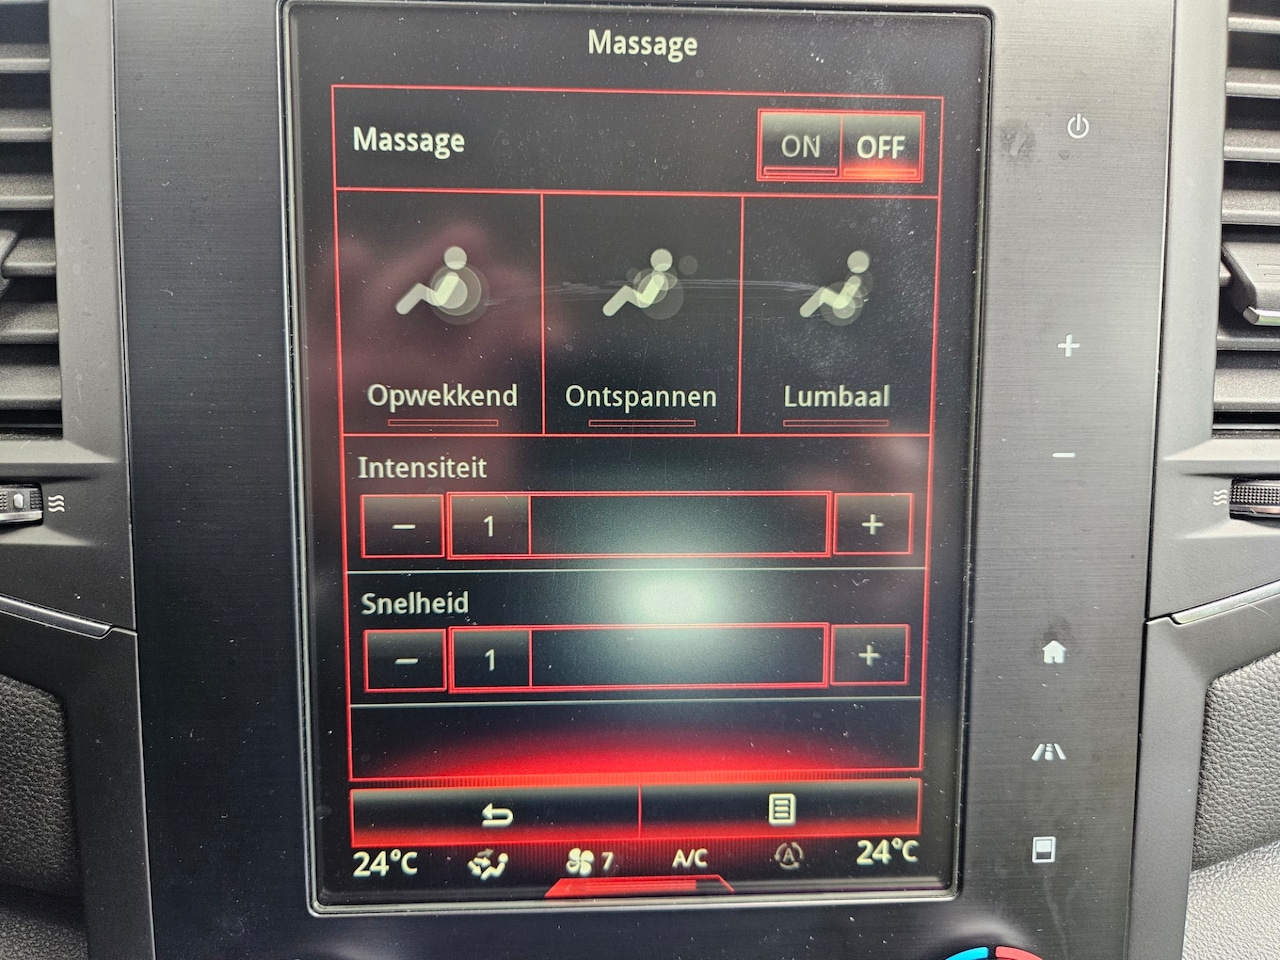 Massage
Massage
ON OFF
Opwekkend Ontspannen Lumbaal
Intensiteit
− 1 +
Snelheid
− 1 +
24°C 7 A/C A 24°C
+
−